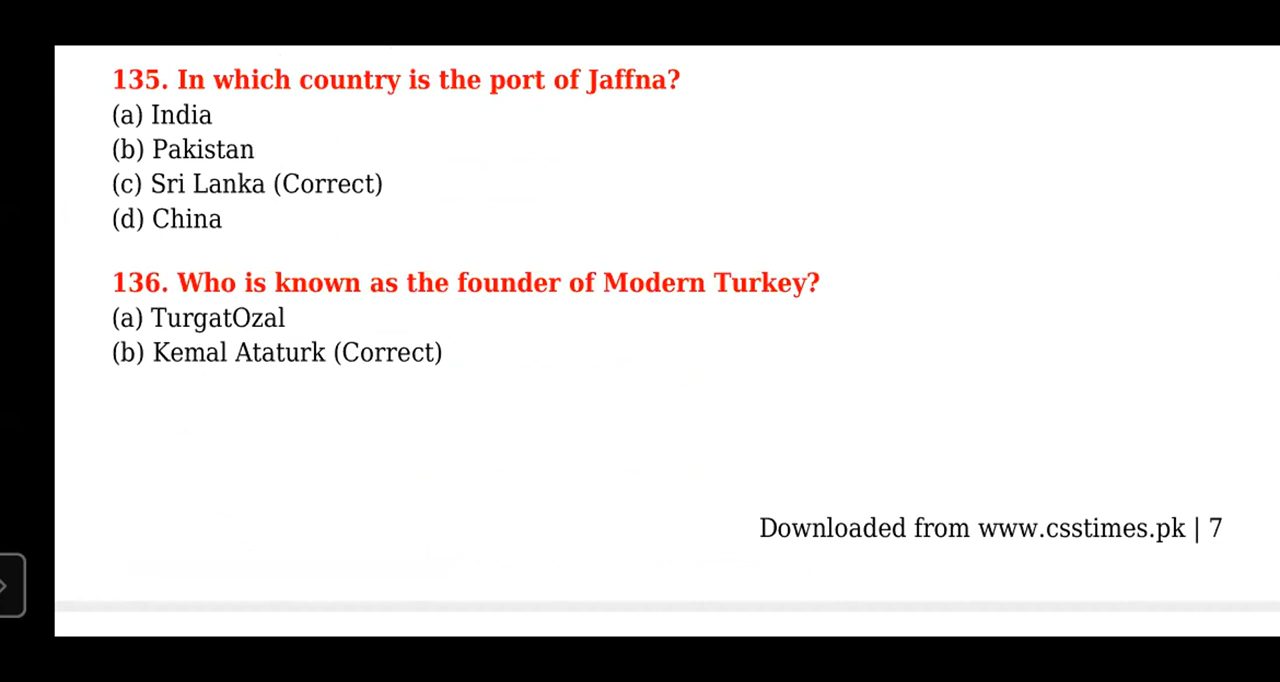 135. In which country is the port of Jaffna?
(a) India
(b) Pakistan
(c) Sri Lanka (Correct)
(d) China
136. Who is known as the founder of Modern Turkey?
(a) TurgatOzal
(b) Kemal Ataturk (Correct)
Downloaded from www.csstimes.pk | 7